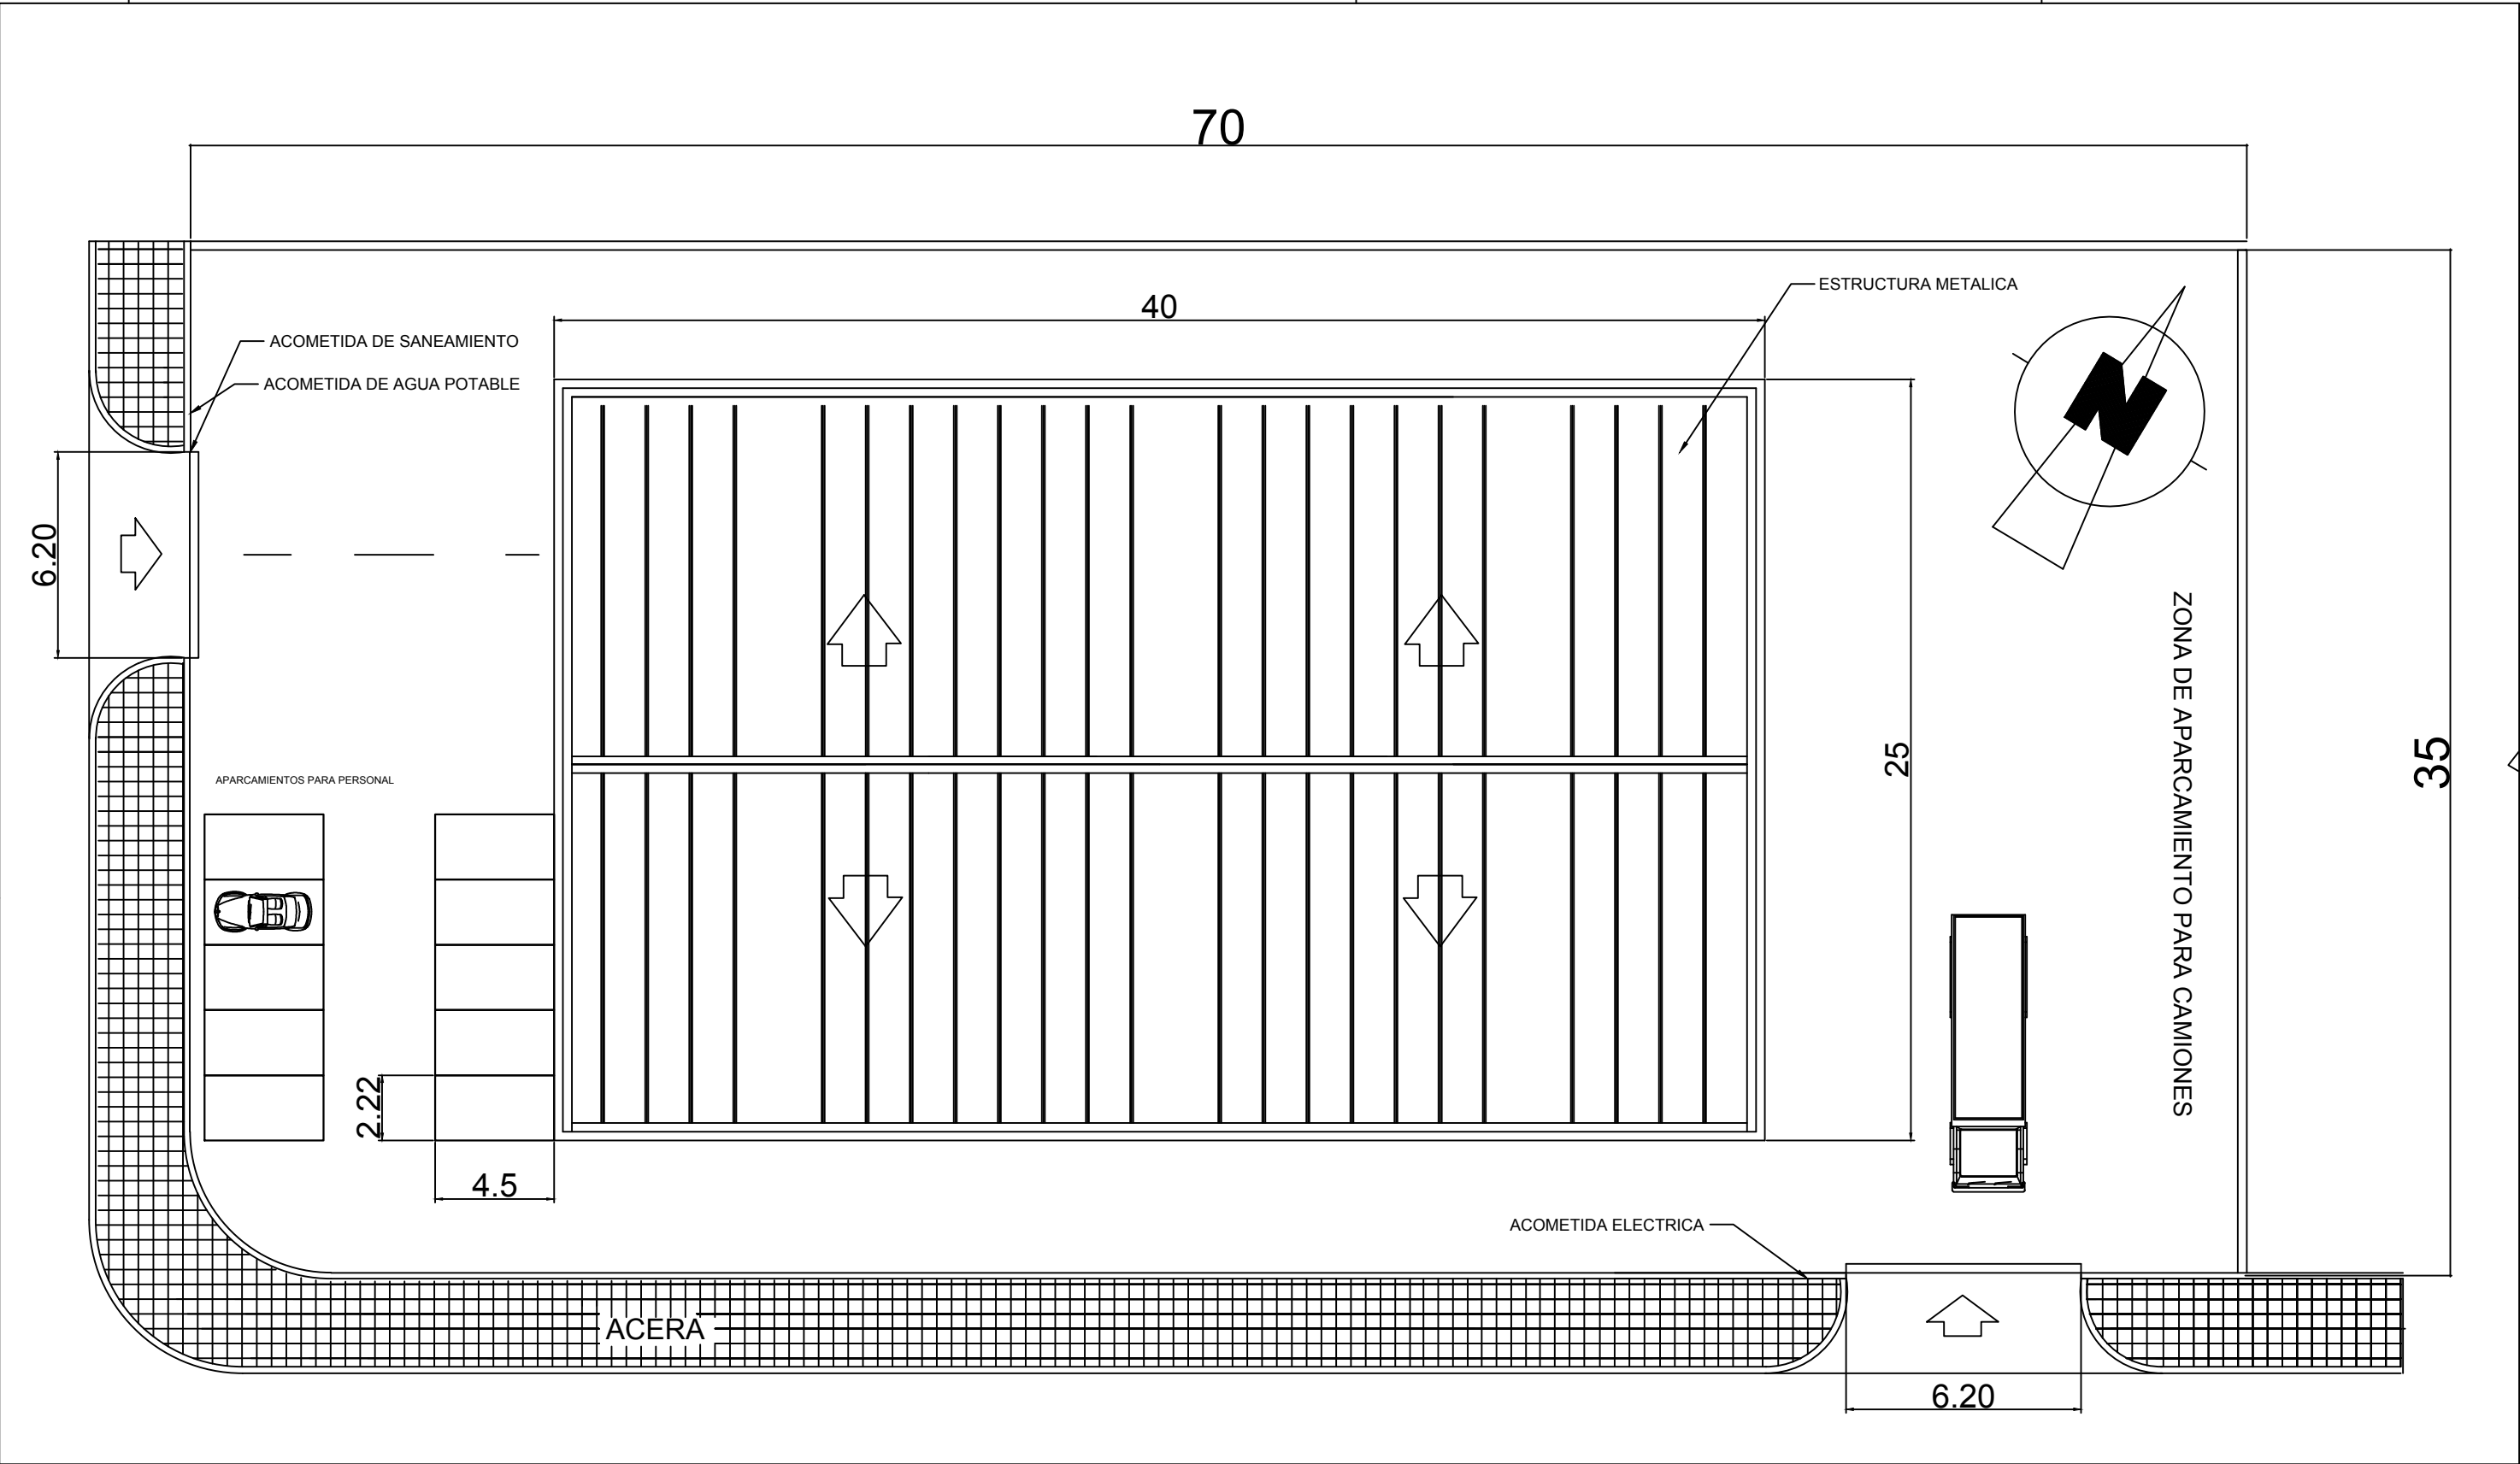 70
40
ESTRUCTURA METALICA
ACOMETIDA DE SANEAMIENTO
ACOMETIDA DE AGUA POTABLE
N
6.20
ZONA DE APARCAMIENTO PARA CAMIONES
25
35
APARCAMIENTOS PARA PERSONAL
2.22
4.5
ACOMETIDA ELECTRICA
ACERA
6.20